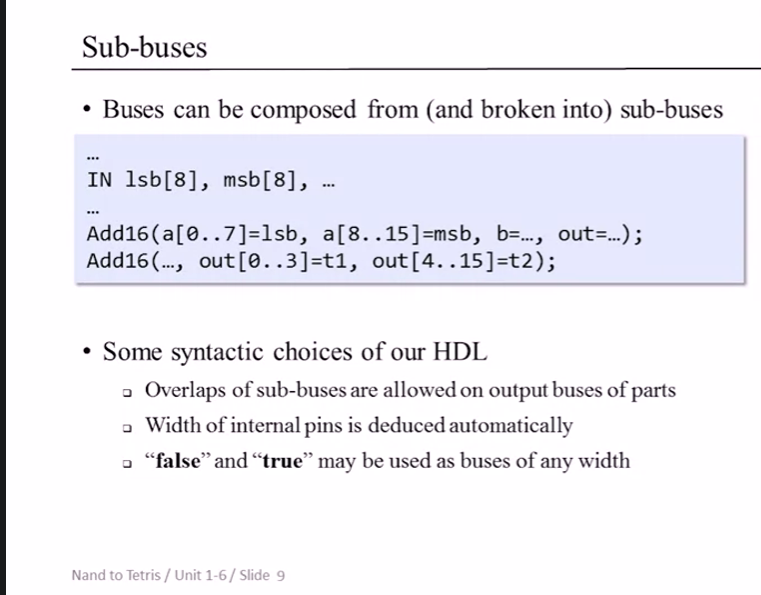 Sub-buses
• Buses can be composed from (and broken into) sub-buses
…
IN lsb[8], msb[8], …
…
Add16(a[0..7]=lsb, a[8..15]=msb, b=…, out=…);
Add16(…, out[0..3]=t1, out[4..15]=t2);
• Some syntactic choices of our HDL
❑ Overlaps of sub-buses are allowed on output buses of parts
❑ Width of internal pins is deduced automatically
❑ “false” and “true” may be used as buses of any width
Nand to Tetris / Unit 1-6 / Slide 9